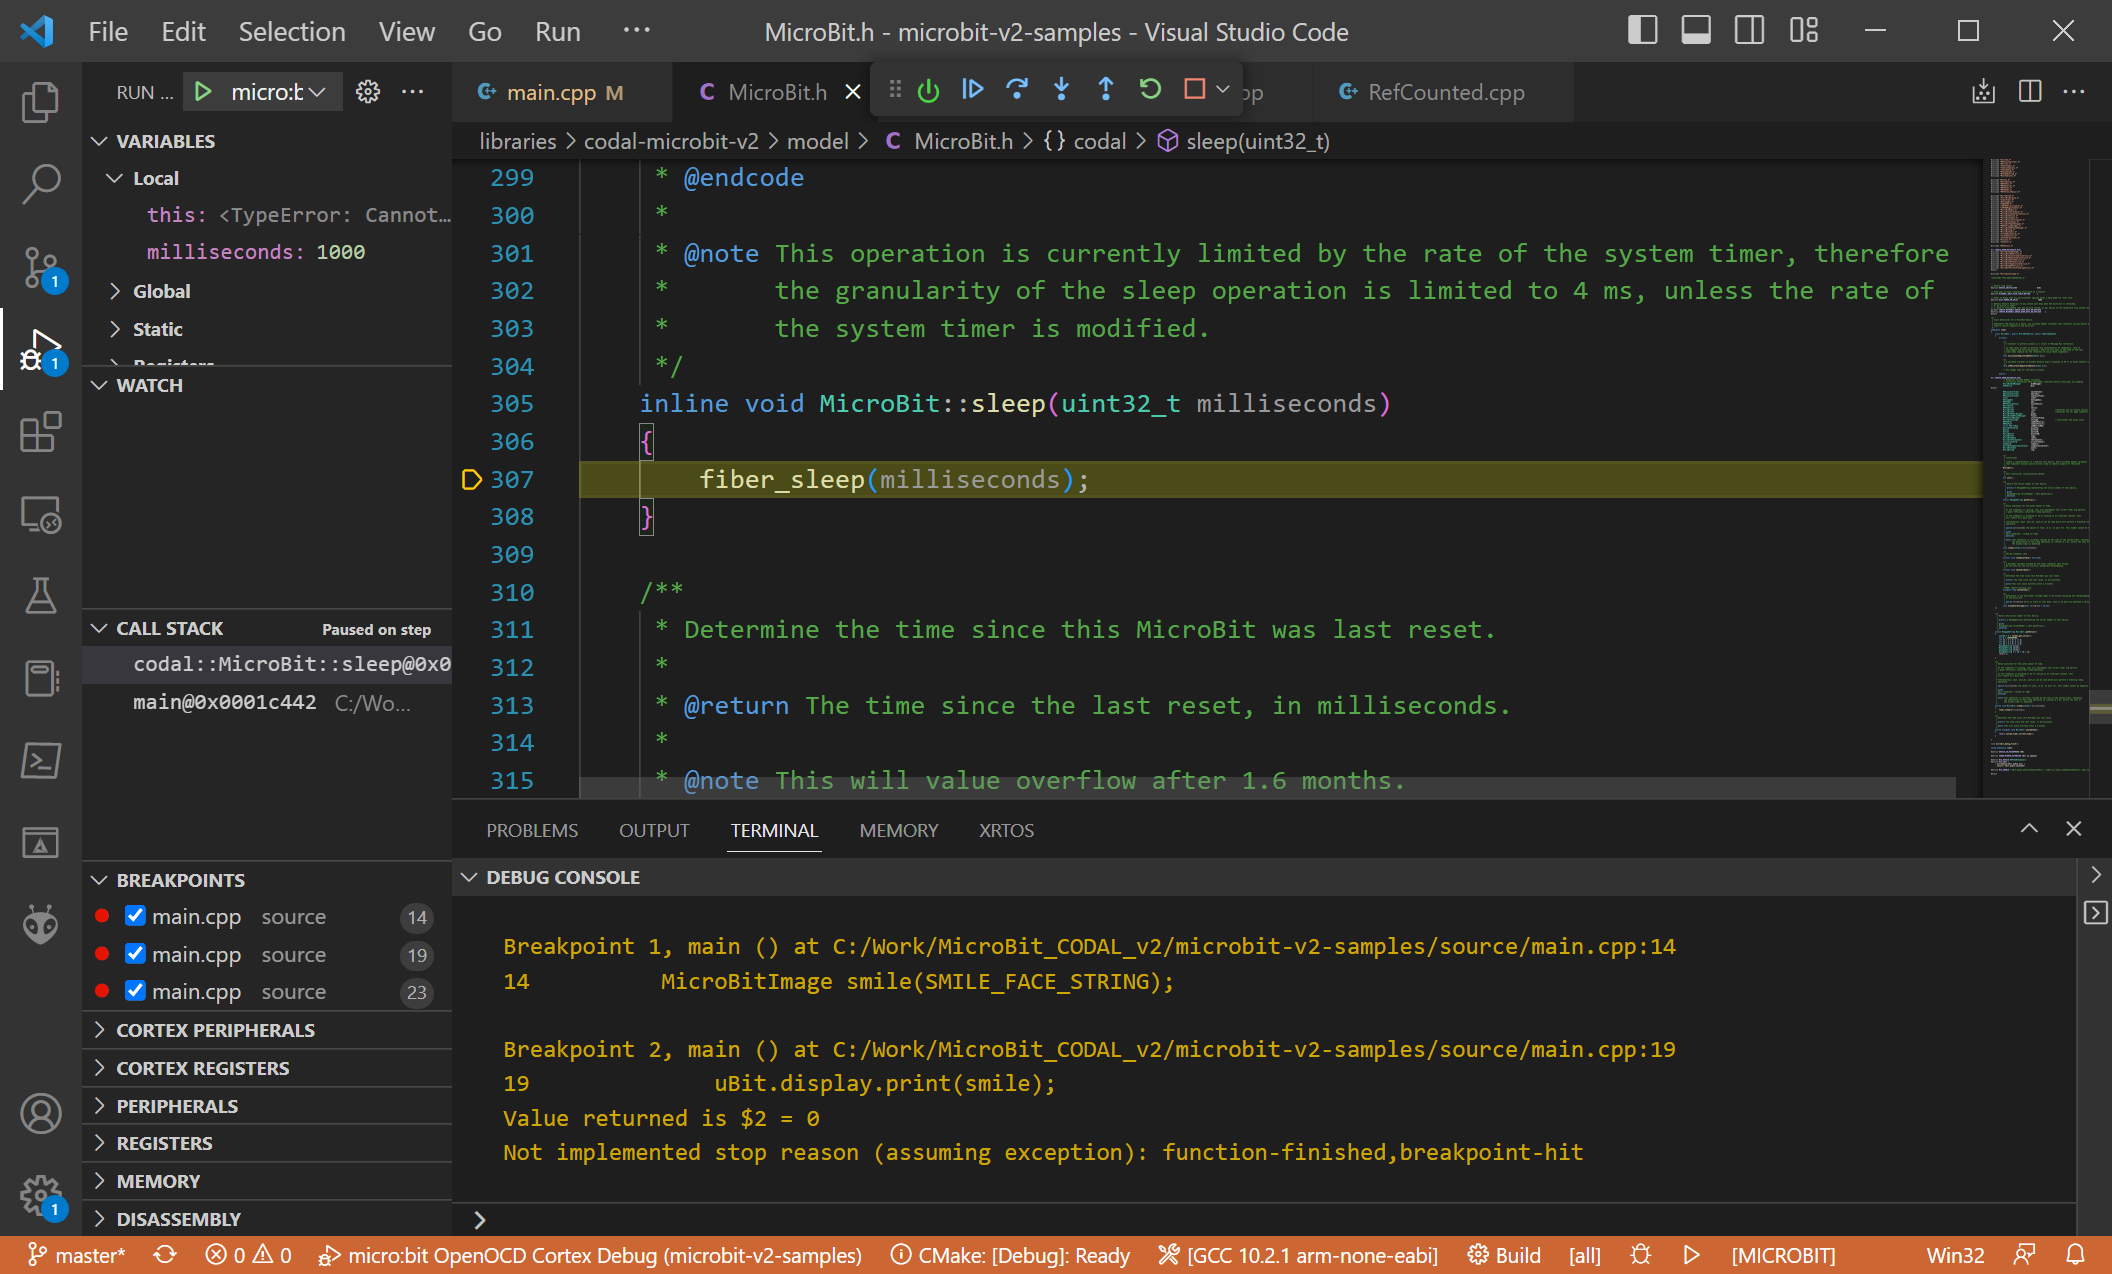 File Edit Selection View Go Run ··· MicroBit.h - microbit-v2-samples - Visual Studio Code
RUN ... micro:b ···
main.cpp M MicroBit.h pp RefCounted.cpp ···
libraries > codal-microbit-v2 > model > C MicroBit.h > {} codal > sleep(uint32_t)
VARIABLES
Local
this: <TypeError: Cannot…
milliseconds: 1000
Global
Static
Registers
WATCH
CALL STACK Paused on step
codal::MicroBit::sleep@0x0
main@0x0001c442 C:/Wo...
BREAKPOINTS
main.cpp source 14
main.cpp source 19
main.cpp source 23
CORTEX PERIPHERALS
CORTEX REGISTERS
PERIPHERALS
REGISTERS
MEMORY
DISASSEMBLY
299 * @endcode
300 *
301 * @note This operation is currently limited by the rate of the system timer, therefore
302 * the granularity of the sleep operation is limited to 4 ms, unless the rate of
303 * the system timer is modified.
304 */
305 inline void MicroBit::sleep(uint32_t milliseconds)
306 {
307 fiber_sleep(milliseconds);
308 }
309
310 /**
311 * Determine the time since this MicroBit was last reset.
312 *
313 * @return The time since the last reset, in milliseconds.
314 *
315 * @note This will value overflow after 1.6 months.
PROBLEMS OUTPUT TERMINAL MEMORY XRTOS
DEBUG CONSOLE
Breakpoint 1, main () at C:/Work/MicroBit_CODAL_v2/microbit-v2-samples/source/main.cpp:14
14 MicroBitImage smile(SMILE_FACE_STRING);
Breakpoint 2, main () at C:/Work/MicroBit_CODAL_v2/microbit-v2-samples/source/main.cpp:19
19 uBit.display.print(smile);
Value returned is $2 = 0
Not implemented stop reason (assuming exception): function-finished,breakpoint-hit
>
1
1
1
master* 0 0 micro:bit OpenOCD Cortex Debug (microbit-v2-samples) CMake: [Debug]: Ready [GCC 10.2.1 arm-none-eabi] Build [all] [MICROBIT] Win32